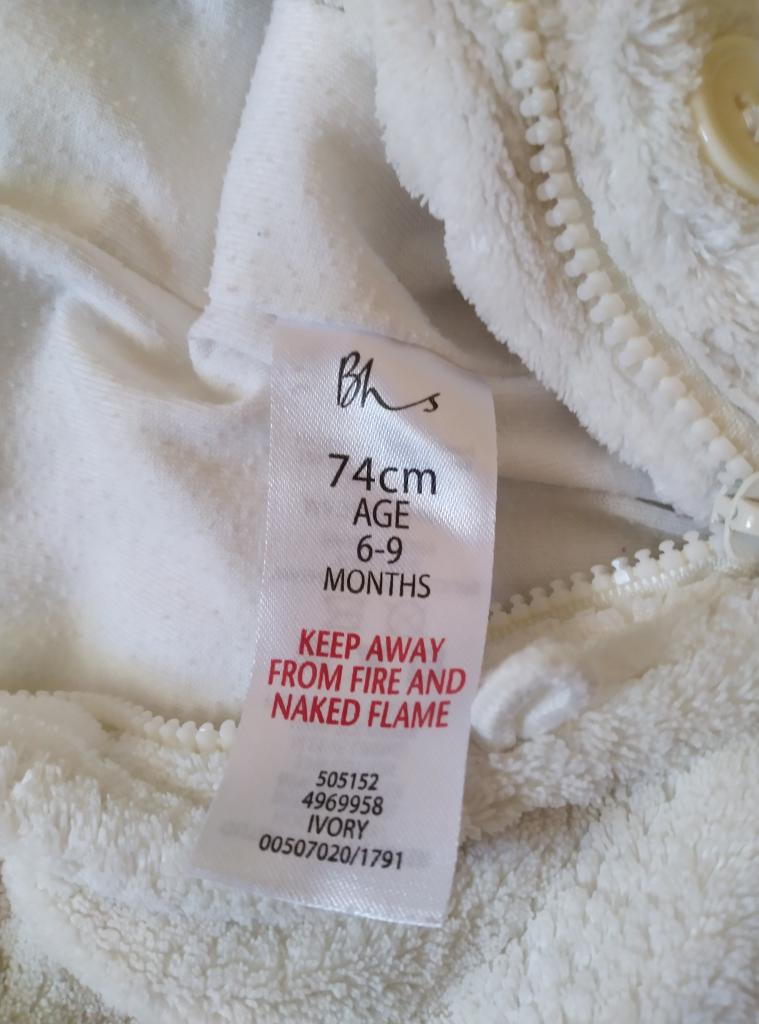 Bhs
74cm
AGE
6-9
MONTHS
KEEP AWAY
FROM FIRE AND
NAKED FLAME
505152
4969958
IVORY
00507020/1791